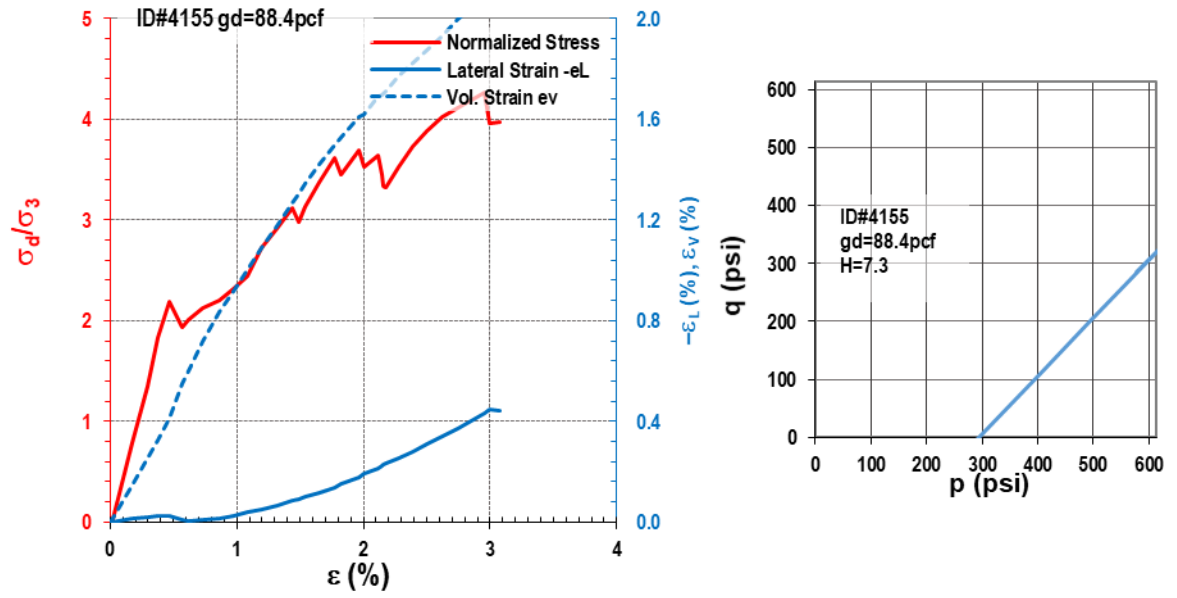 ID#4155 gd=88.4pcf
Normalized Stress
Lateral Strain -eL
Vol. Strain ev
5
4
3
2
1
0
σd/σ3
2.0
1.6
1.2
0.8
0.4
0.0
−εL (%), εV (%)
0 1 2 3 4
ε (%)
600
500
400
300
200
100
0
q (psi)
ID#4155
gd=88.4pcf
H=7.3
0 100 200 300 400 500 600
p (psi)